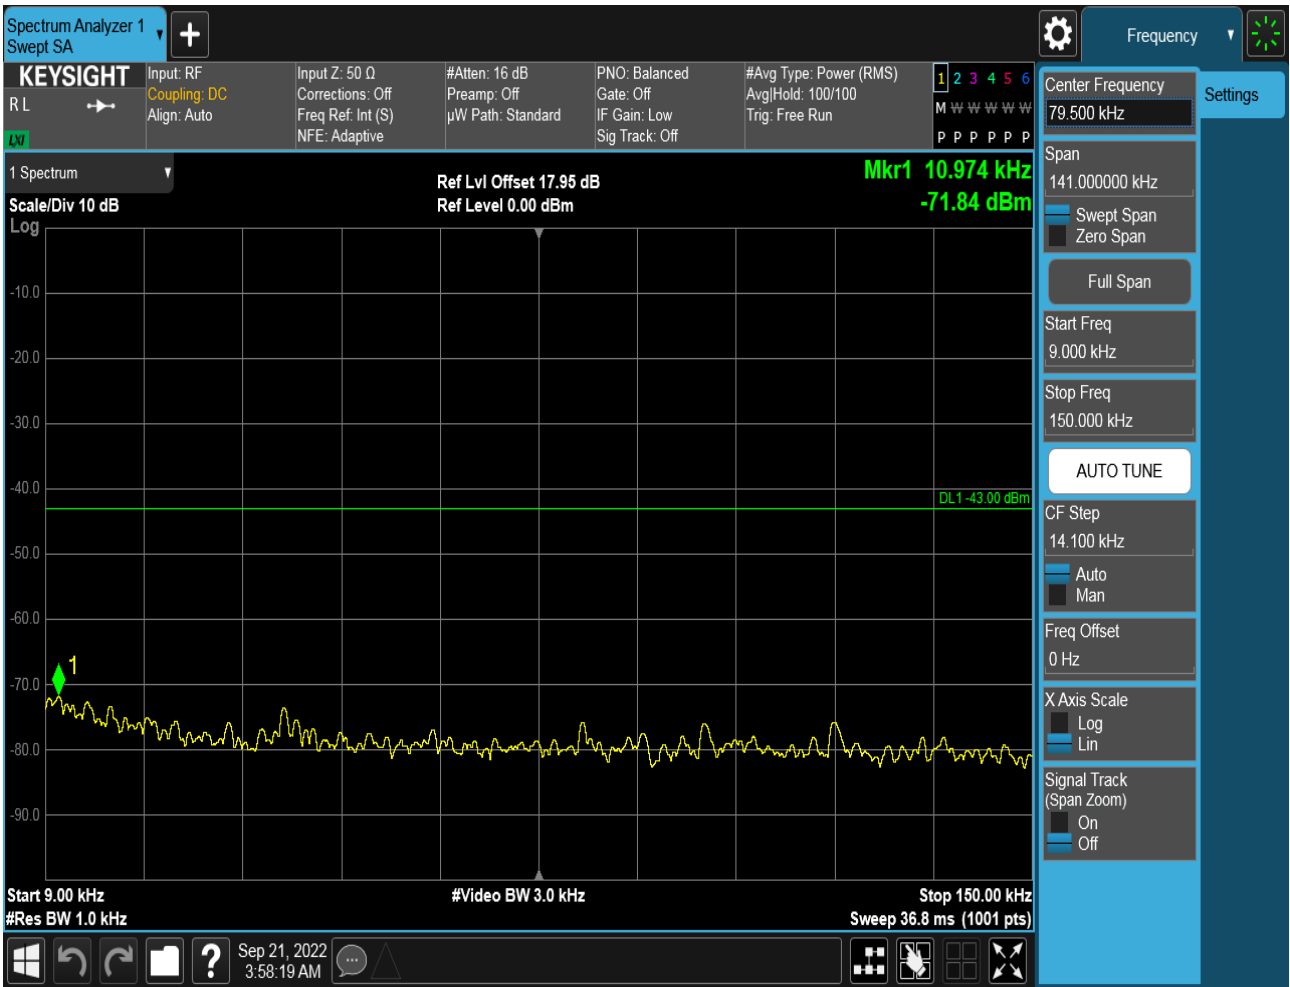 Spectrum Analyzer 1
Swept SA
Frequency
KEYSIGHT
R L
LXI
Input: RF
Coupling: DC
Align: Auto
Input Z: 50 Ω
Corrections: Off
Freq Ref: Int (S)
NFE: Adaptive
#Atten: 16 dB
Preamp: Off
µW Path: Standard
PNO: Balanced
Gate: Off
IF Gain: Low
Sig Track: Off
#Avg Type: Power (RMS)
Avg|Hold: 100/100
Trig: Free Run
1 2 3 4 5 6
M W W W W W
P P P P P P
1 Spectrum
Scale/Div 10 dB
Log
Ref Lvl Offset 17.95 dB
Ref Level 0.00 dBm
Mkr1 10.974 kHz
-71.84 dBm
-10.0
-20.0
-30.0
-40.0
DL1 -43.00 dBm
-50.0
-60.0
1
-70.0
-80.0
-90.0
Start 9.00 kHz
#Video BW 3.0 kHz
Stop 150.00 kHz
#Res BW 1.0 kHz
Sweep 36.8 ms (1001 pts)
?
Sep 21, 2022
3:58:19 AM
Center Frequency
79.500 kHz
Settings
Span
141.000000 kHz
Swept Span
Zero Span
Full Span
Start Freq
9.000 kHz
Stop Freq
150.000 kHz
AUTO TUNE
CF Step
14.100 kHz
Auto
Man
Freq Offset
0 Hz
X Axis Scale
Log
Lin
Signal Track
(Span Zoom)
On
Off